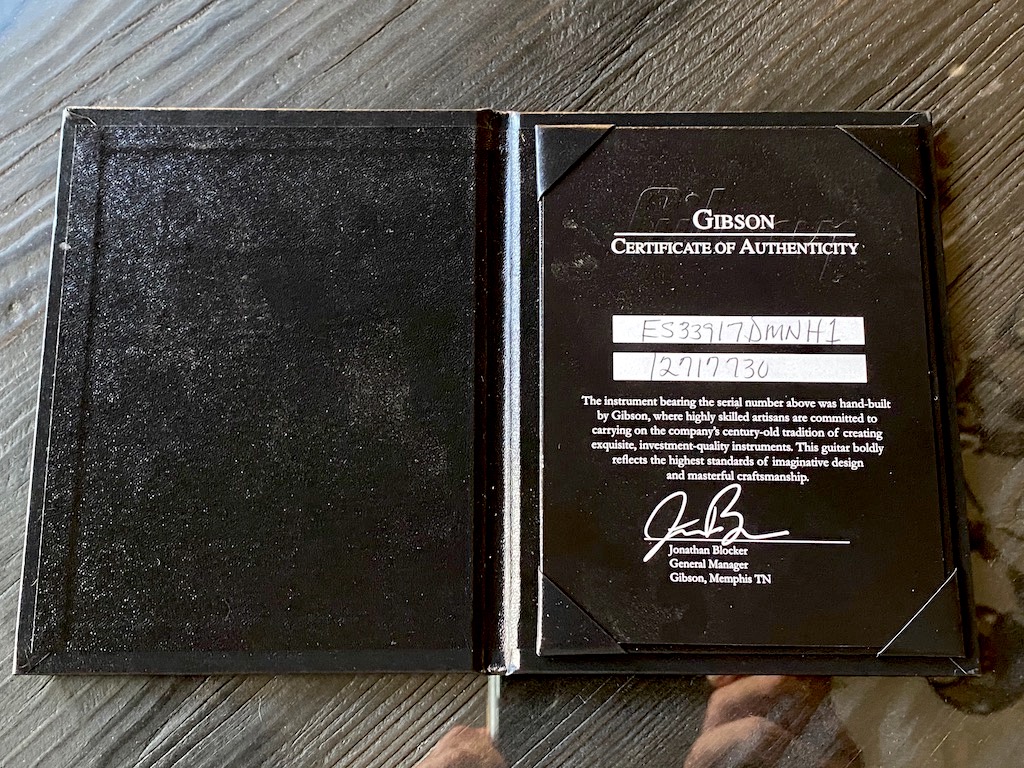 GIBSON
CERTIFICATE OF AUTHENTICITY
ES33917DMNH1
12717730
The instrument bearing the serial number above was hand-built
by Gibson, where highly skilled artisans are committed to
carrying on the company's century-old tradition of creating
exquisite, investment-quality instruments. This guitar boldly
reflects the highest standards of imaginative design
and masterful craftsmanship.
Jonathan Blocker
General Manager
Gibson, Memphis TN